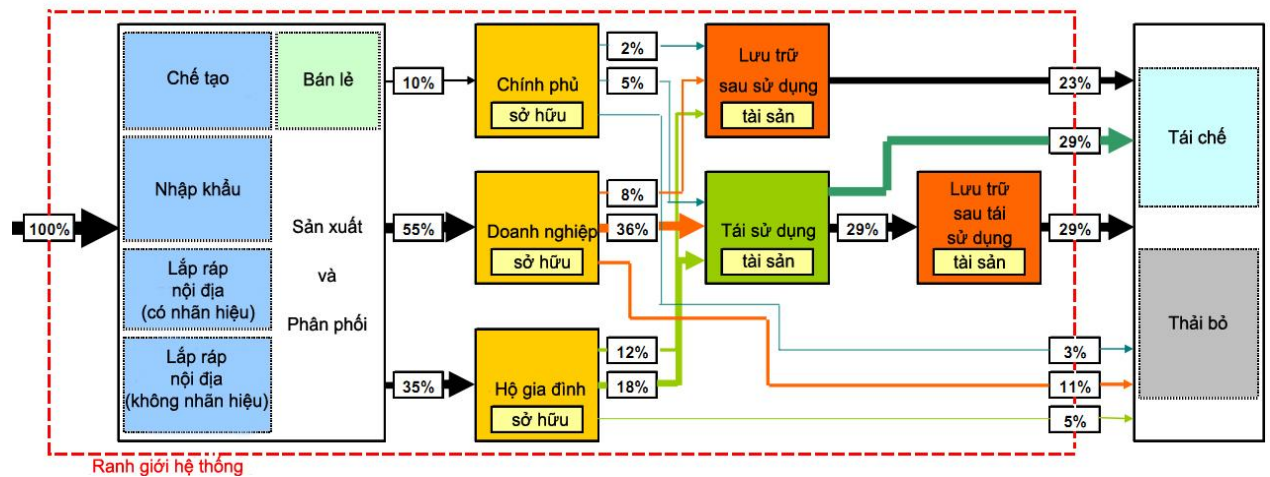 100%
Chế tạo
Bán lẻ
Nhập khẩu
Sản xuất
và
Phân phối
Lắp ráp
nội địa
(có nhãn hiệu)
Lắp ráp
nội địa
(không nhãn hiệu)
10%
55%
35%
Chính phủ
sở hữu
Doanh nghiệp
sở hữu
Hộ gia đình
sở hữu
2%
5%
8%
36%
12%
18%
Lưu trữ
sau sử dụng
tài sản
Tái sử dụng
tài sản
29%
Lưu trữ
sau tái
sử dụng
tài sản
23%
29%
29%
3%
11%
5%
Tái chế
Thải bỏ
Ranh giới hệ thống